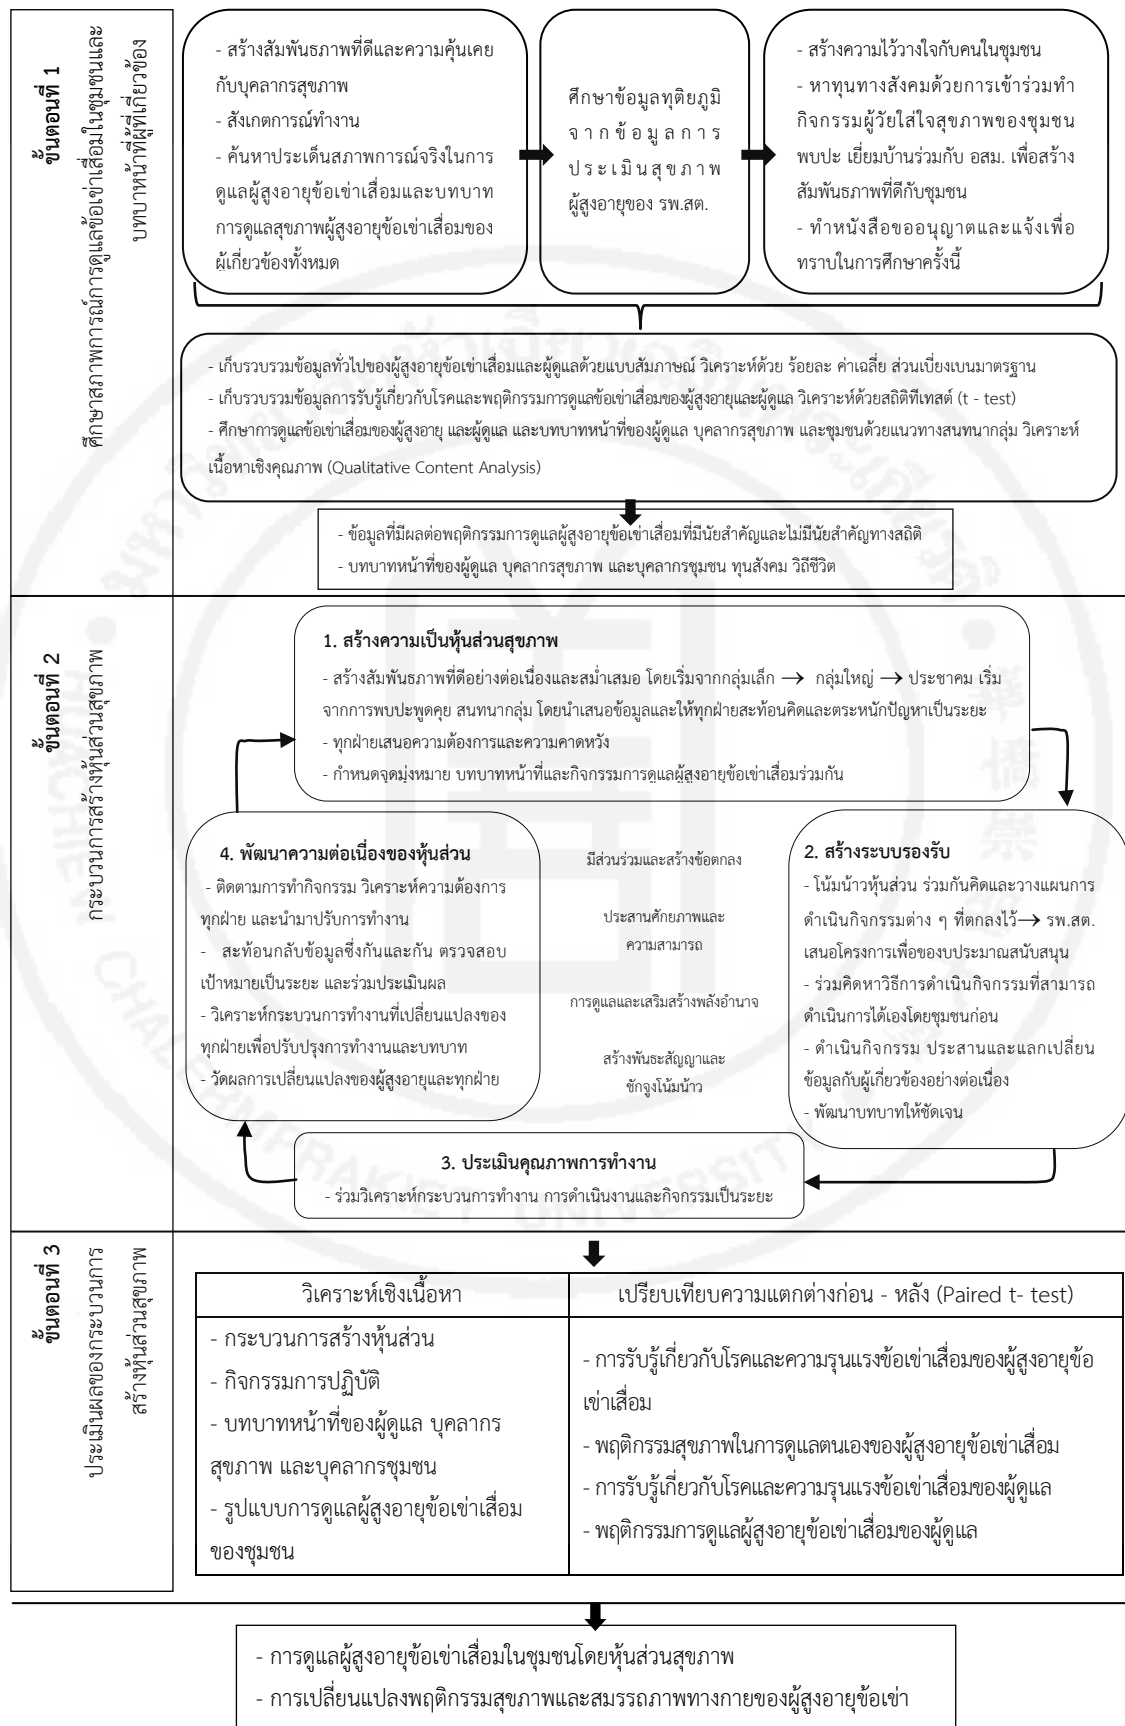 ขั้นตอนที่ 1
ศึกษาสภาพการณ์การดูแลข้อเข่าเสื่อมในชุมชนและ
บทบาทหน้าที่ผู้ที่เกี่ยวข้อง
- สร้างสัมพันธภาพที่ดีและความคุ้นเคย
กับบุคลากรสุขภาพ
- สังเกตการณ์ทำงาน
- ค้นหาประเด็นสภาพการณ์จริงในการ
ดูแลผู้สูงอายุข้อเข่าเสื่อมและบทบาท
การดูแลสุขภาพผู้สูงอายุข้อเข่าเสื่อมของ
ผู้เกี่ยวข้องทั้งหมด
ศึกษาข้อมูลทุติยภูมิ
จากข้อมูลการ
ประเมินสุขภาพ
ผู้สูงอายุของ รพ.สต.
- สร้างความไว้วางใจกับคนในชุมชน
- หาทุนทางสังคมด้วยการเข้าร่วมทำ
กิจกรรมผู้วัยใส่ใจสุขภาพของชุมชน
พบปะ เยี่ยมบ้านร่วมกับ อสม. เพื่อสร้าง
สัมพันธภาพที่ดีกับชุมชน
- ทำหนังสือขออนุญาตและแจ้งเพื่อ
ทราบในการศึกษาครั้งนี้
- เก็บรวบรวมข้อมูลทั่วไปของผู้สูงอายุข้อเข่าเสื่อมและผู้ดูแลด้วยแบบสัมภาษณ์ วิเคราะห์ด้วย ร้อยละ ค่าเฉลี่ย ส่วนเบี่ยงเบนมาตรฐาน
- เก็บรวบรวมข้อมูลการรับรู้เกี่ยวกับโรคและพฤติกรรมการดูแลข้อเข่าเสื่อมของผู้สูงอายุและผู้ดูแล วิเคราะห์ด้วยสถิติทีเทสต์ (t - test)
- ศึกษาการดูแลข้อเข่าเสื่อมของผู้สูงอายุ และผู้ดูแล และบทบาทหน้าที่ของผู้ดูแล บุคลากรสุขภาพ และชุมชนด้วยแนวทางสนทนากลุ่ม วิเคราะห์
เนื้อหาเชิงคุณภาพ (Qualitative Content Analysis)
- ข้อมูลที่มีผลต่อพฤติกรรมการดูแลผู้สูงอายุข้อเข่าเสื่อมที่มีนัยสำคัญและไม่มีนัยสำคัญทางสถิติ
- บทบาทหน้าที่ของผู้ดูแล บุคลากรสุขภาพ และบุคลากรชุมชน ทุนสังคม วิถีชีวิต
ขั้นตอนที่ 2
กระบวนการสร้างหุ้นส่วนสุขภาพ
1. สร้างความเป็นหุ้นส่วนสุขภาพ
- สร้างสัมพันธภาพที่ดีอย่างต่อเนื่องและสม่ำเสมอ โดยเริ่มจากกลุ่มเล็ก → กลุ่มใหญ่ → ประชาคม เริ่ม
จากการพบปะพูดคุย สนทนากลุ่ม โดยนำเสนอข้อมูลและให้ทุกฝ่ายสะท้อนคิดและตระหนักปัญหาเป็นระยะ
- ทุกฝ่ายเสนอความต้องการและความคาดหวัง
- กำหนดจุดมุ่งหมาย บทบาทหน้าที่และกิจกรรมการดูแลผู้สูงอายุข้อเข่าเสื่อมร่วมกัน
4. พัฒนาความต่อเนื่องของหุ้นส่วน
- ติดตามการทำกิจกรรม วิเคราะห์ความต้องการ
ทุกฝ่าย และนำมาปรับการทำงาน
- สะท้อนกลับข้อมูลซึ่งกันและกัน ตรวจสอบ
เป้าหมายเป็นระยะ และร่วมประเมินผล
- วิเคราะห์กระบวนการทำงานที่เปลี่ยนแปลงของ
ทุกฝ่ายเพื่อปรับปรุงการทำงานและบทบาท
- วัดผลการเปลี่ยนแปลงของผู้สูงอายุและทุกฝ่าย
มีส่วนร่วมและสร้างข้อตกลง
ประสานศักยภาพและ
ความสามารถ
การดูแลและเสริมสร้างพลังอำนาจ
สร้างพันธะสัญญาและ
ชักจูงโน้มน้าว
2. สร้างระบบรองรับ
- โน้มน้าวหุ้นส่วน ร่วมกันคิดและวางแผนการ
ดำเนินกิจกรรมต่าง ๆ ที่ตกลงไว้→ รพ.สต.
เสนอโครงการเพื่อของบประมาณสนับสนุน
- ร่วมคิดหาวิธีการดำเนินกิจกรรมที่สามารถ
ดำเนินการได้เองโดยชุมชนก่อน
- ดำเนินกิจกรรม ประสานและแลกเปลี่ยน
ข้อมูลกับผู้เกี่ยวข้องอย่างต่อเนื่อง
- พัฒนาบทบาทให้ชัดเจน
3. ประเมินคุณภาพการทำงาน
- ร่วมวิเคราะห์กระบวนการทำงาน การดำเนินงานและกิจกรรมเป็นระยะ
ขั้นตอนที่ 3
ประเมินผลของกระบวนการ
สร้างหุ้นส่วนสุขภาพ
วิเคราะห์เชิงเนื้อหา
- กระบวนการสร้างหุ้นส่วน
- กิจกรรมการปฏิบัติ
- บทบาทหน้าที่ของผู้ดูแล บุคลากร
สุขภาพ และบุคลากรชุมชน
- รูปแบบการดูแลผู้สูงอายุข้อเข่าเสื่อม
ของชุมชน
เปรียบเทียบความแตกต่างก่อน - หลัง (Paired t- test)
- การรับรู้เกี่ยวกับโรคและความรุนแรงข้อเข่าเสื่อมของผู้สูงอายุข้อ
เข่าเสื่อม
- พฤติกรรมสุขภาพในการดูแลตนเองของผู้สูงอายุข้อเข่าเสื่อม
- การรับรู้เกี่ยวกับโรคและความรุนแรงข้อเข่าเสื่อมของผู้ดูแล
- พฤติกรรมการดูแลผู้สูงอายุข้อเข่าเสื่อมของผู้ดูแล
- การดูแลผู้สูงอายุข้อเข่าเสื่อมในชุมชนโดยหุ้นส่วนสุขภาพ
- การเปลี่ยนแปลงพฤติกรรมสุขภาพและสมรรถภาพทางกายของผู้สูงอายุข้อเข่า